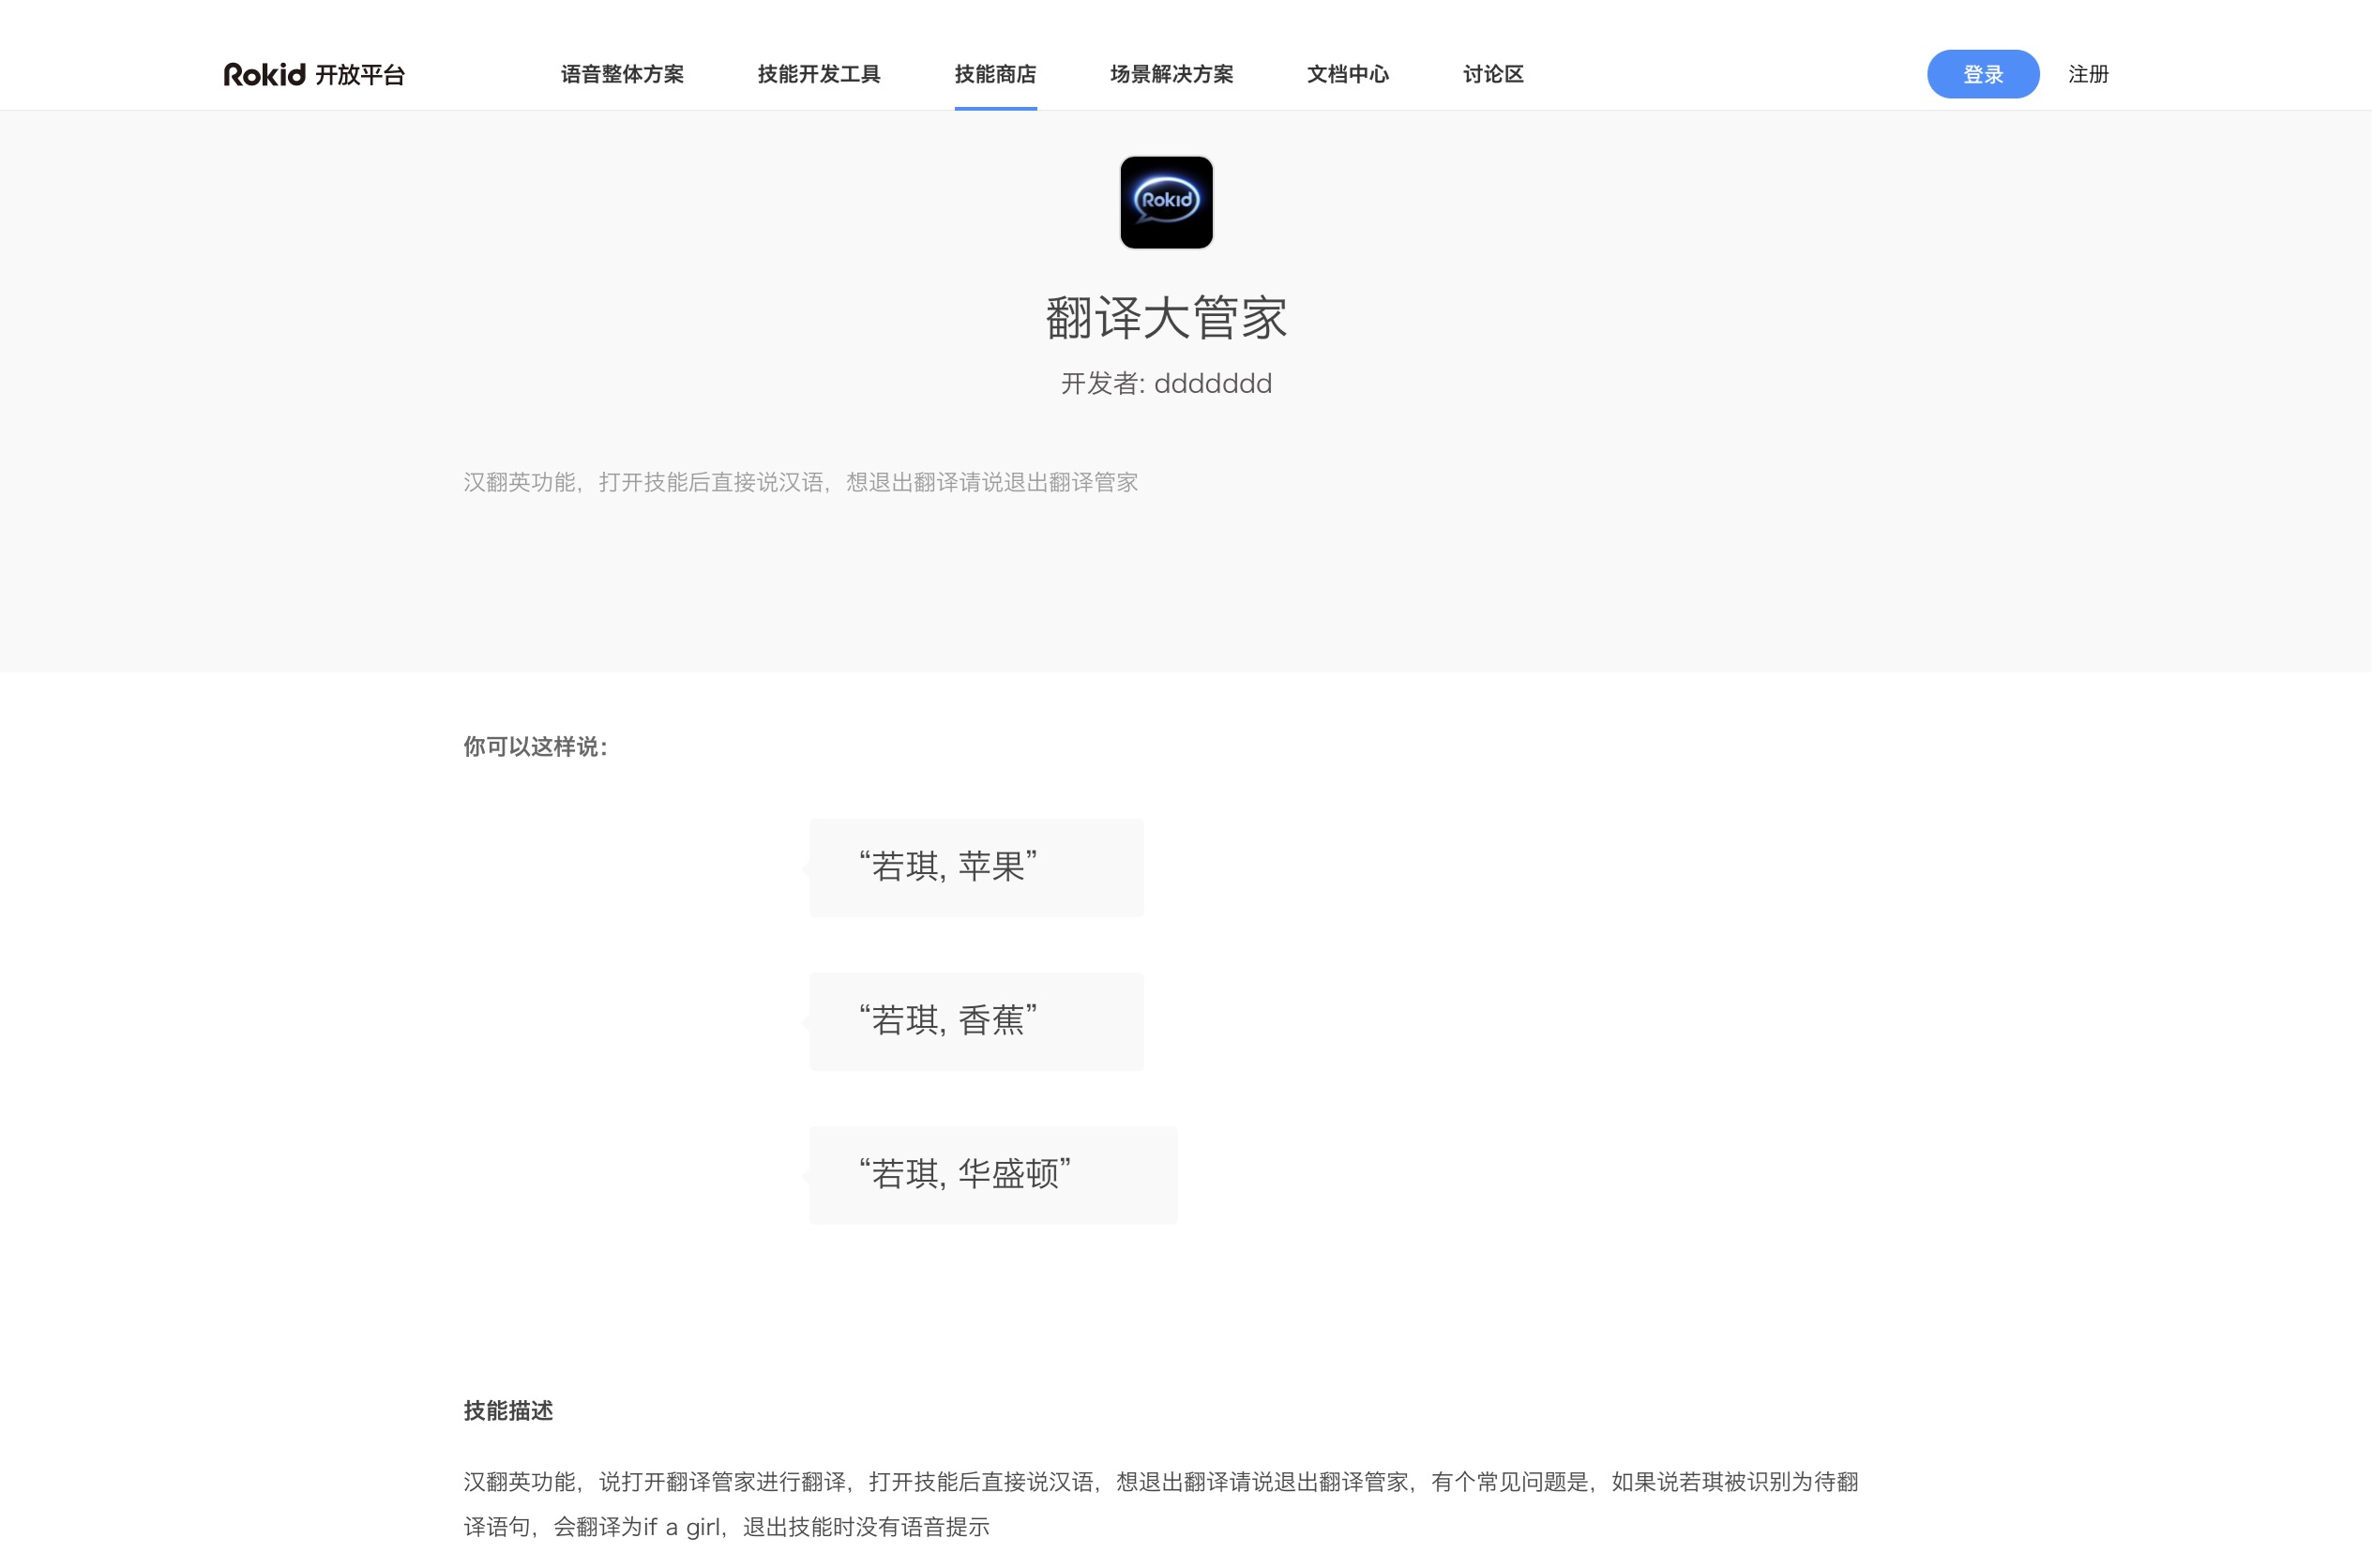 Rokid 开放平台 语音整体方案 技能开发工具 技能商店 场景解决方案 文档中心 讨论区 登录 注册
Rokid
翻译大管家
开发者: ddddddd
汉翻英功能，打开技能后直接说汉语，想退出翻译请说退出翻译管家
你可以这样说：
“若琪, 苹果”
“若琪, 香蕉”
“若琪, 华盛顿”
技能描述
汉翻英功能，说打开翻译管家进行翻译，打开技能后直接说汉语，想退出翻译请说退出翻译管家，有个常见问题是，如果说若琪被识别为待翻
译语句，会翻译为if a girl，退出技能时没有语音提示